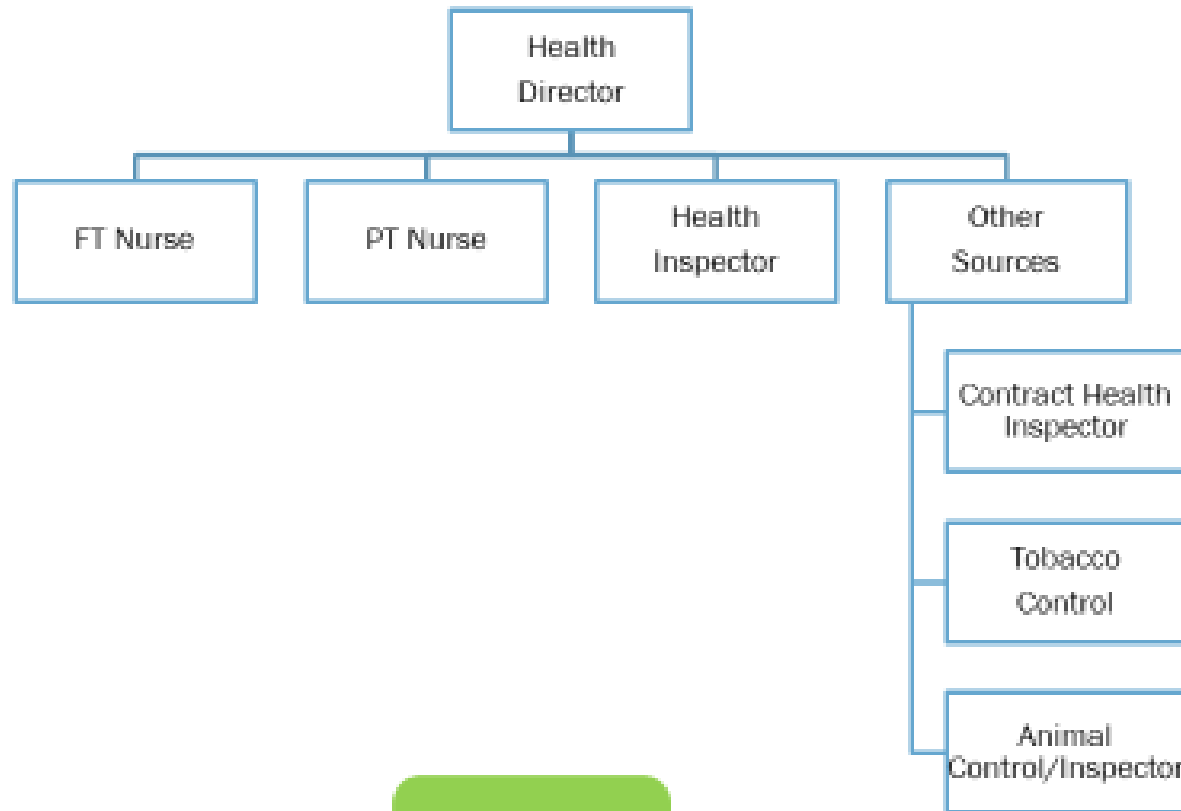 Health
Director
FT Nurse
PT Nurse
Health
Inspector
Other
Sources
Contract Health
Inspector
Tobacco
Control
Animal
Control/Inspector